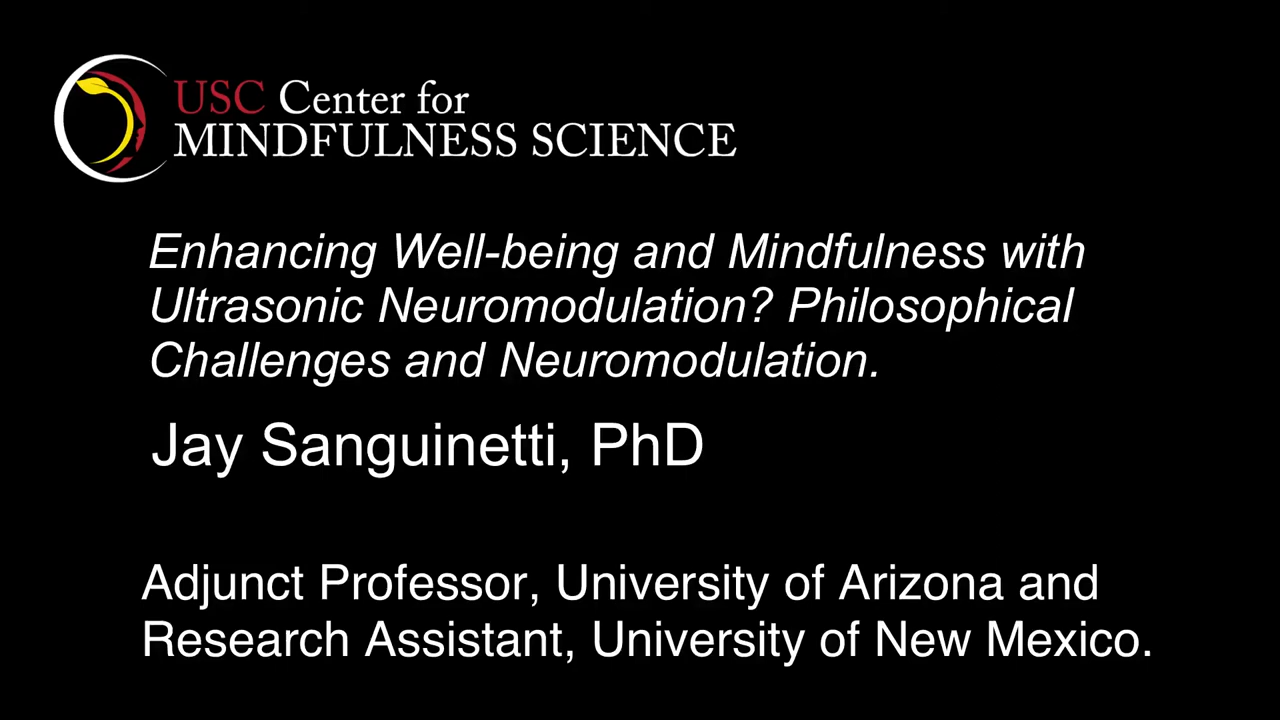 USC Center for
MINDFULNESS SCIENCE
Enhancing Well-being and Mindfulness with
Ultrasonic Neuromodulation? Philosophical
Challenges and Neuromodulation.
Jay Sanguinetti, PhD
Adjunct Professor, University of Arizona and
Research Assistant, University of New Mexico.